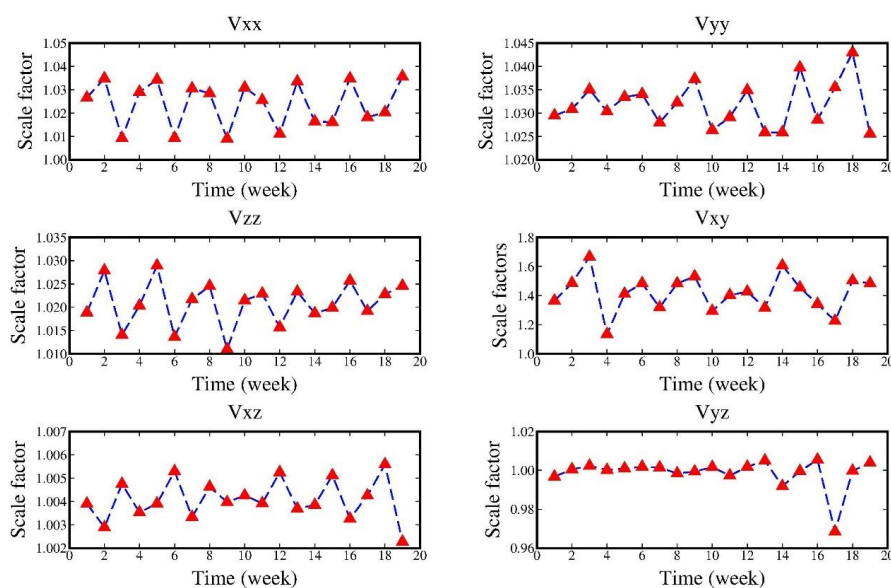 Vxx
1.05
1.04
1.03
1.02
1.01
1.00
Scale factor
0 2 4 6 8 10 12 14 16 18 20
Time (week)
Vyy
1.045
1.040
1.035
1.030
1.025
1.020
Scale factor
0 2 4 6 8 10 12 14 16 18 20
Time (week)
Vzz
1.035
1.030
1.025
1.020
1.015
1.010
Scale factor
0 2 4 6 8 10 12 14 16 18 20
Time (week)
Vxy
1.8
1.6
1.4
1.2
1.0
Scale factors
0 2 4 6 8 10 12 14 16 18 20
Time (week)
Vxz
1.007
1.005
1.004
1.003
1.002
Scale factor
0 2 4 6 8 10 12 14 16 18 20
Time (week)
Vyz
1.02
1.00
0.98
0.96
Scale factor
0 2 4 6 8 10 12 14 16 18 20
Time (week)